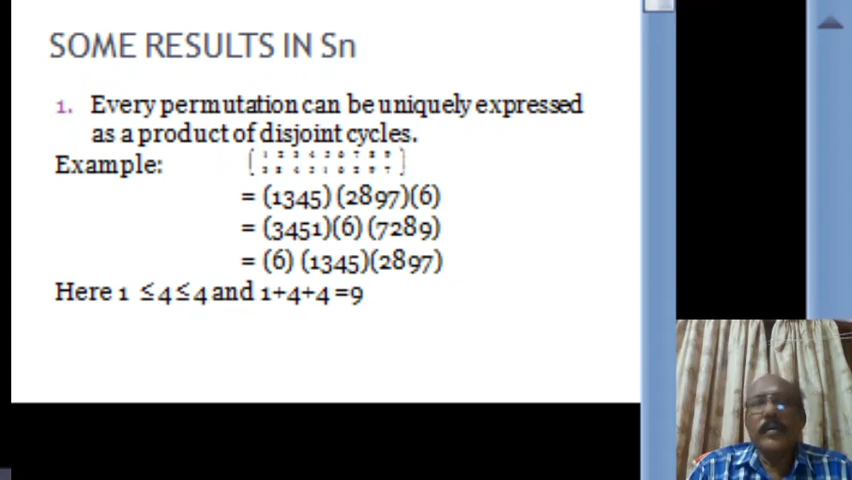 SOME RESULTS IN Sn
1. Every permutation can be uniquely expressed
as a product of disjoint cycles.
Example:
= (1345) (2897)(6)
= (3451)(6) (7289)
= (6) (1345)(2897)
Here 1 ≤4≤4 and 1+4+4 =9